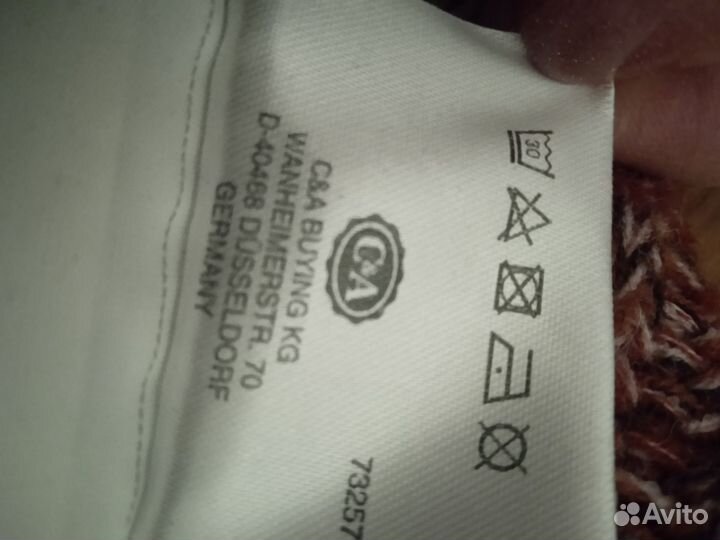 30
C&A
C&A BUYING KG
WANHEIMERSTR. 70
D-40468 DÜSSELDORF
GERMANY
73257
Avito